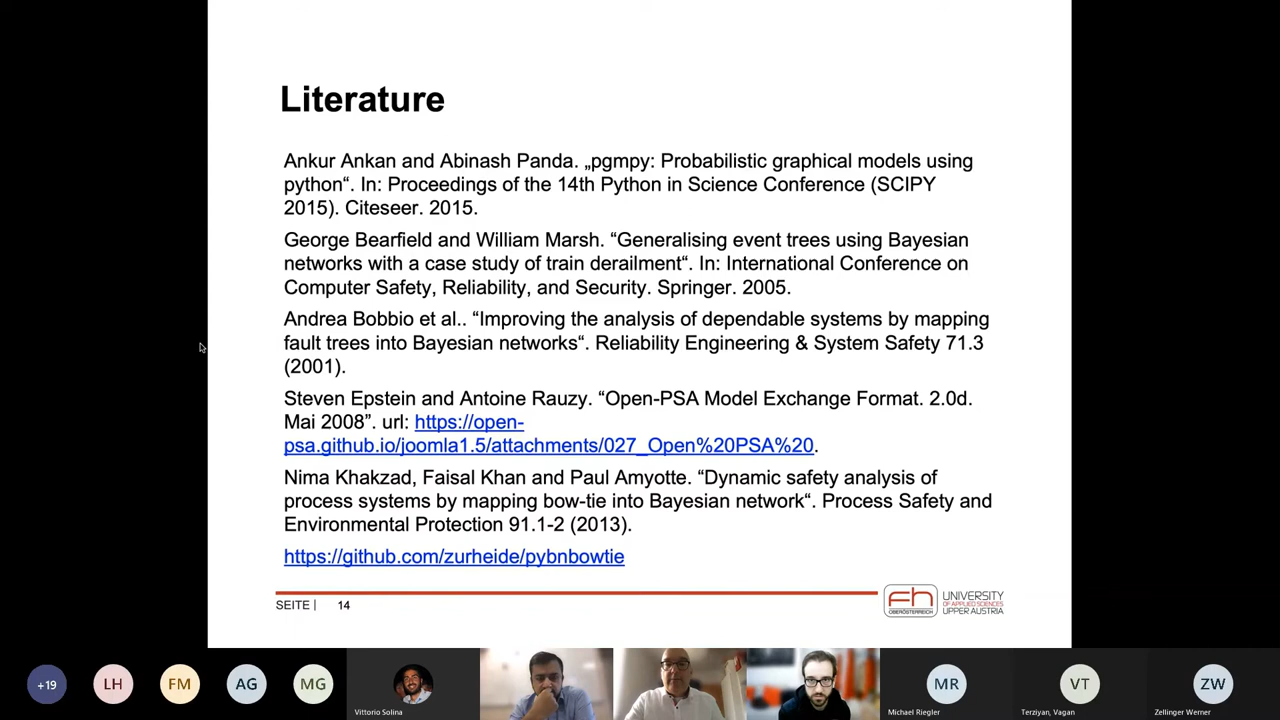 Literature
Ankur Ankan and Abinash Panda. „pgmpy: Probabilistic graphical models using
python“. In: Proceedings of the 14th Python in Science Conference (SCIPY
2015). Citeseer. 2015.
George Bearfield and William Marsh. “Generalising event trees using Bayesian
networks with a case study of train derailment“. In: International Conference on
Computer Safety, Reliability, and Security. Springer. 2005.
Andrea Bobbio et al.. “Improving the analysis of dependable systems by mapping
fault trees into Bayesian networks“. Reliability Engineering & System Safety 71.3
(2001).
Steven Epstein and Antoine Rauzy. “Open-PSA Model Exchange Format. 2.0d.
Mai 2008”. url: https://open-
psa.github.io/joomla1.5/attachments/027_Open%20PSA%20.
Nima Khakzad, Faisal Khan and Paul Amyotte. “Dynamic safety analysis of
process systems by mapping bow-tie into Bayesian network“. Process Safety and
Environmental Protection 91.1-2 (2013).
https://github.com/zurheide/pybnbowtie
SEITE | 14
fh
OBERÖSTERREICH
UNIVERSITY
OF APPLIED SCIENCES
UPPER AUSTRIA
+19
LH
FM
AG
MG
Vittorio Solina
MR
Michael Riegler
VT
Terziyan, Vagan
ZW
Zellinger Werner